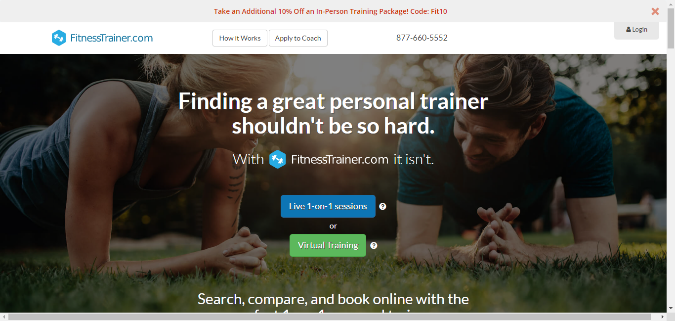 Take an Additional 10% Off an In-Person Training Package! Code: Fit10
FitnessTrainer.com
How It Works
Apply to Coach
877-660-5552
Login
Finding a great personal trainer
shouldn't be so hard.
With FitnessTrainer.com it isn't.
Live 1-on-1 sessions
or
Virtual Training
Search, compare, and book online with the